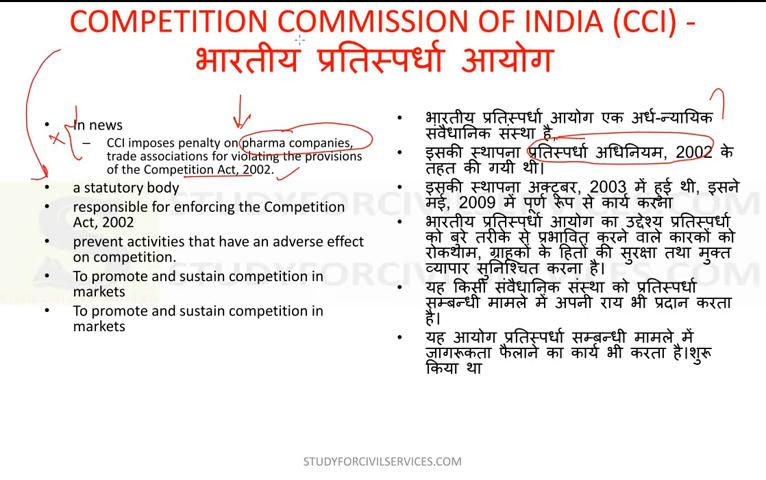 COMPETITION COMMISSION OF INDIA (CCI) -
भारतीय प्रतिस्पर्धा आयोग
• In news
– CCI imposes penalty on pharma companies,
trade associations for violating the provisions
of the Competition Act, 2002.
• a statutory body
• responsible for enforcing the Competition
Act, 2002
• prevent activities that have an adverse effect
on competition.
• To promote and sustain competition in
markets
• To promote and sustain competition in
markets
• भारतीय प्रतिस्पर्धा आयोग एक अर्ध-न्यायिक
संवैधानिक संस्था है
• इसकी स्थापना प्रतिस्पर्धा अधिनियम, 2002 के
तहत की गयी थी।
• इसकी स्थापना अक्टूबर, 2003 में हुई थी, इसने
मई, 2009 में पूर्ण रूप से कार्य करना
• भारतीय प्रतिस्पर्धा आयोग का उद्देश्य प्रतिस्पर्धा
को बुरे तरीके से प्रभावित करने वाले कारकों को
रोकथाम, ग्राहकों के हितों की सुरक्षा तथा मुक्त
व्यापार सुनिश्चित करना है।
• यह किसी संवैधानिक संस्था को प्रतिस्पर्धा
सम्बन्धी मामले में अपनी राय भी प्रदान करता
है।
• यह आयोग प्रतिस्पर्धा सम्बन्धी मामले में
जागरूकता फैलाने का कार्य भी करता है।शुरू
किया था
STUDYFORCIVILSERVICES.COM